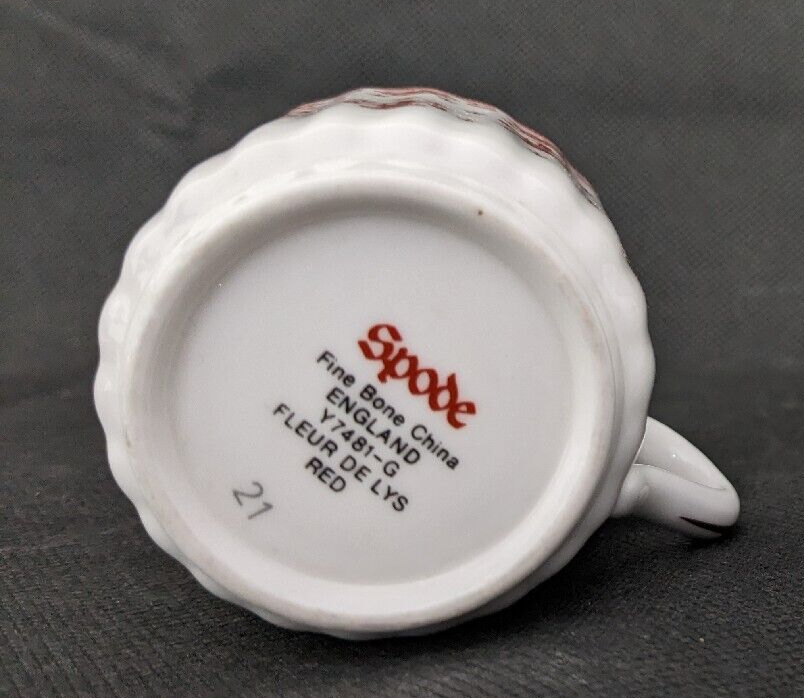 Spode
Fine Bone China
ENGLAND
Y7481-G
FLEUR DE LYS
RED
21